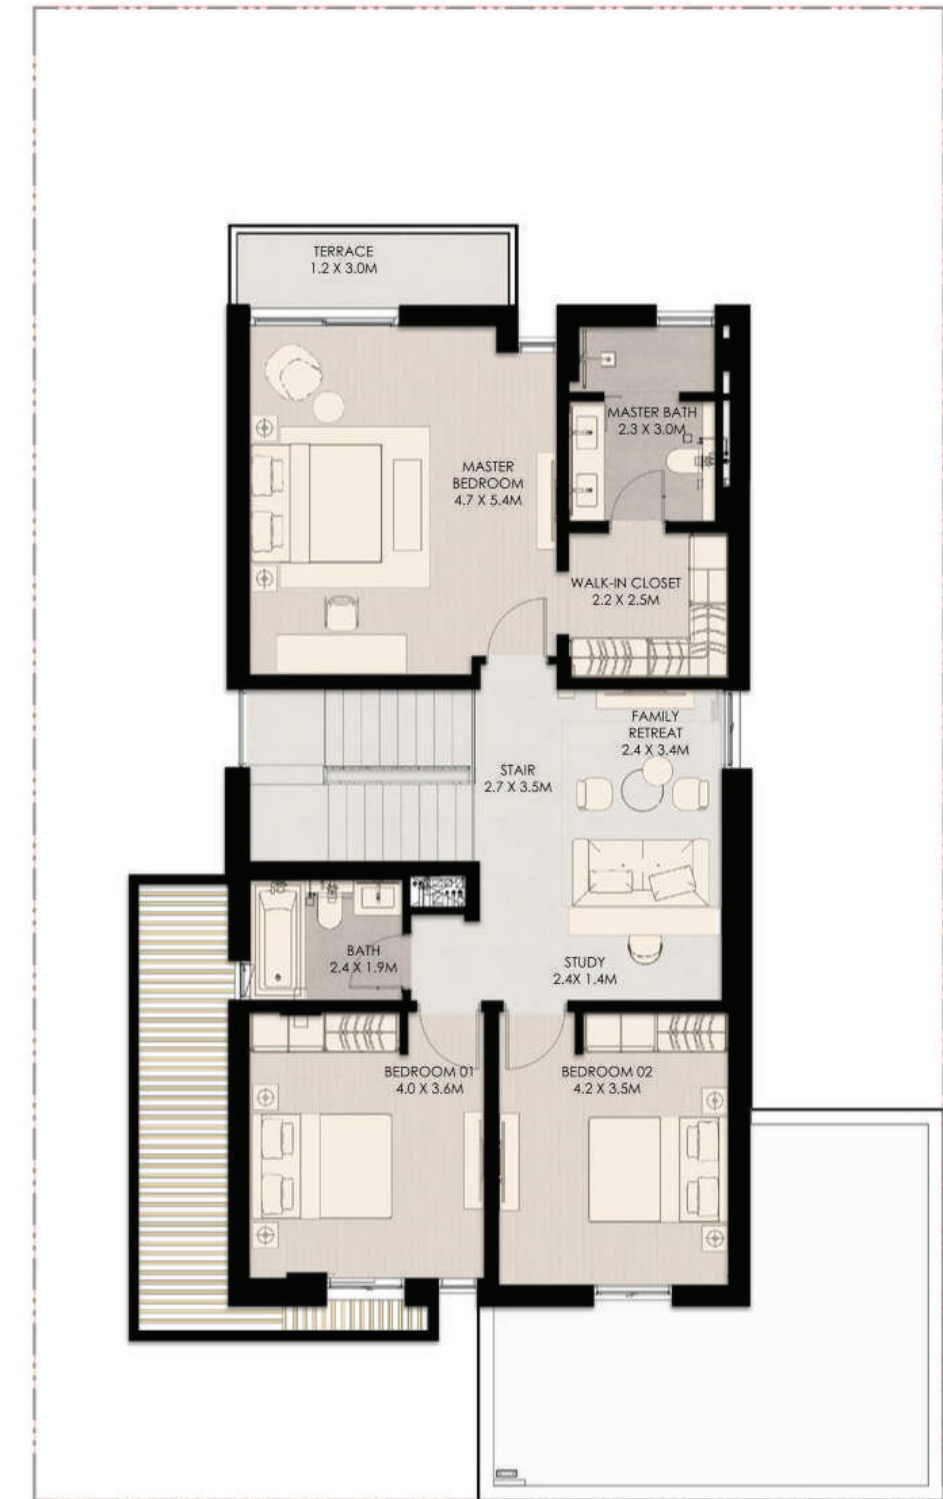 TERRACE
1.2 X 3.0M
MASTER BATH
2.3 X 3.0M
MASTER
BEDROOM
4.7 X 5.4M
WALK-IN CLOSET
2.2 X 2.5M
FAMILY
RETREAT
2.4 X 3.4M
STAIR
2.7 X 3.5M
BATH
2.4 X 1.9M
STUDY
2.4X 1.4M
BEDROOM 01
4.0 X 3.6M
BEDROOM 02
4.2 X 3.5M